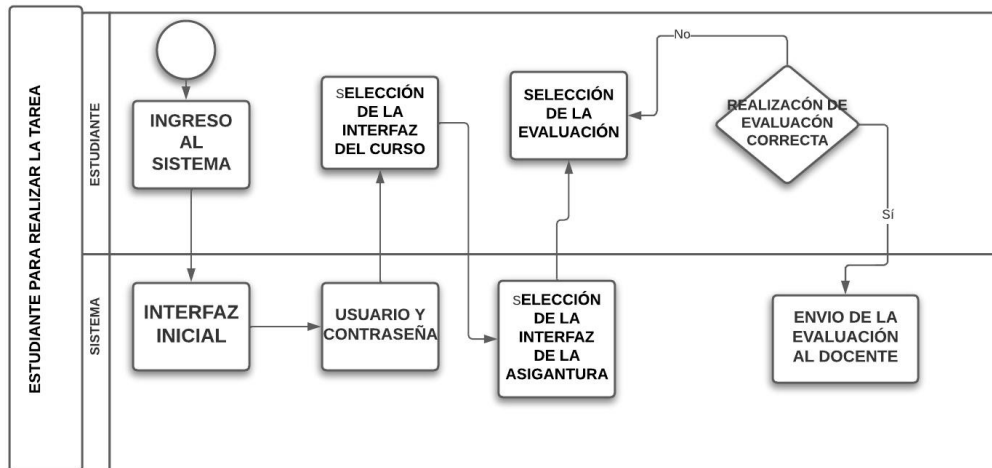 ESTUDIANTE PARA REALIZAR LA TAREA
ESTUDIANTE
INGRESO
AL
SISTEMA
SELECCIÓN
DE LA
INTERFAZ
DEL CURSO
SELECCIÓN
DE LA
EVALUACIÓN
No
REALIZACÓN DE
EVALUACÓN
CORRECTA
Sí
SISTEMA
INTERFAZ
INICIAL
USUARIO Y
CONTRASEÑA
SELECCIÓN
DE LA
INTERFAZ
DE LA
ASIGANTURA
ENVIO DE LA
EVALUACIÓN
AL DOCENTE